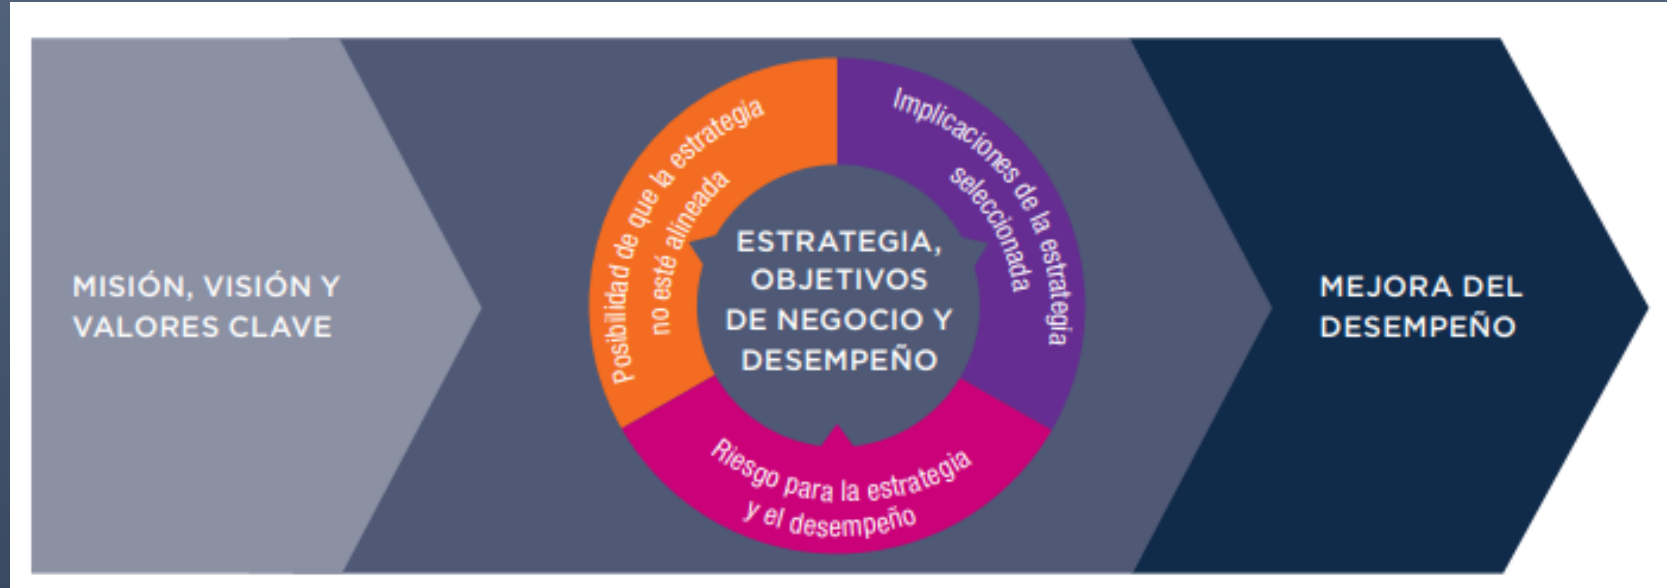 MISIÓN, VISIÓN Y
VALORES CLAVE
Posibilidad de que la estrategia
no esté alineada
Implicaciones de la estrategia
seleccionada
ESTRATEGIA,
OBJETIVOS
DE NEGOCIO Y
DESEMPEÑO
Riesgo para la estrategia
y el desempeño
MEJORA DEL
DESEMPEÑO